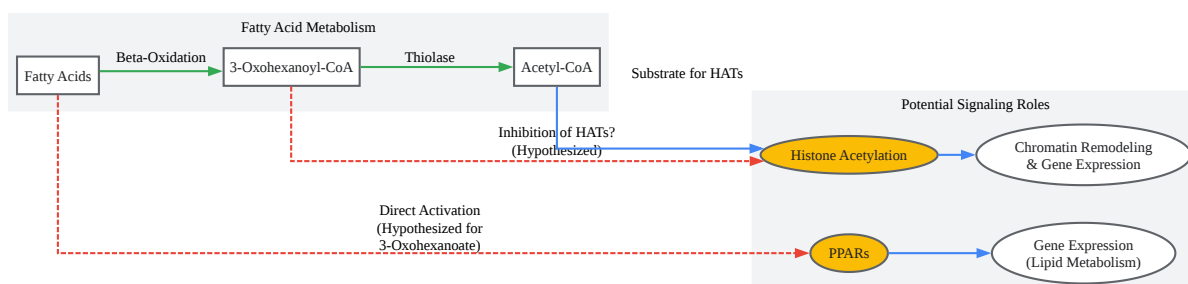 Fatty Acid Metabolism
Fatty Acids
Beta-Oxidation
3-Oxohexanoyl-CoA
Thiolase
Acetyl-CoA
Substrate for HATs
Potential Signaling Roles
Inhibition of HATs?
(Hypothesized)
Histone Acetylation
Chromatin Remodeling
& Gene Expression
Direct Activation
(Hypothesized for
3-Oxohexanoate)
PPARs
Gene Expression
(Lipid Metabolism)